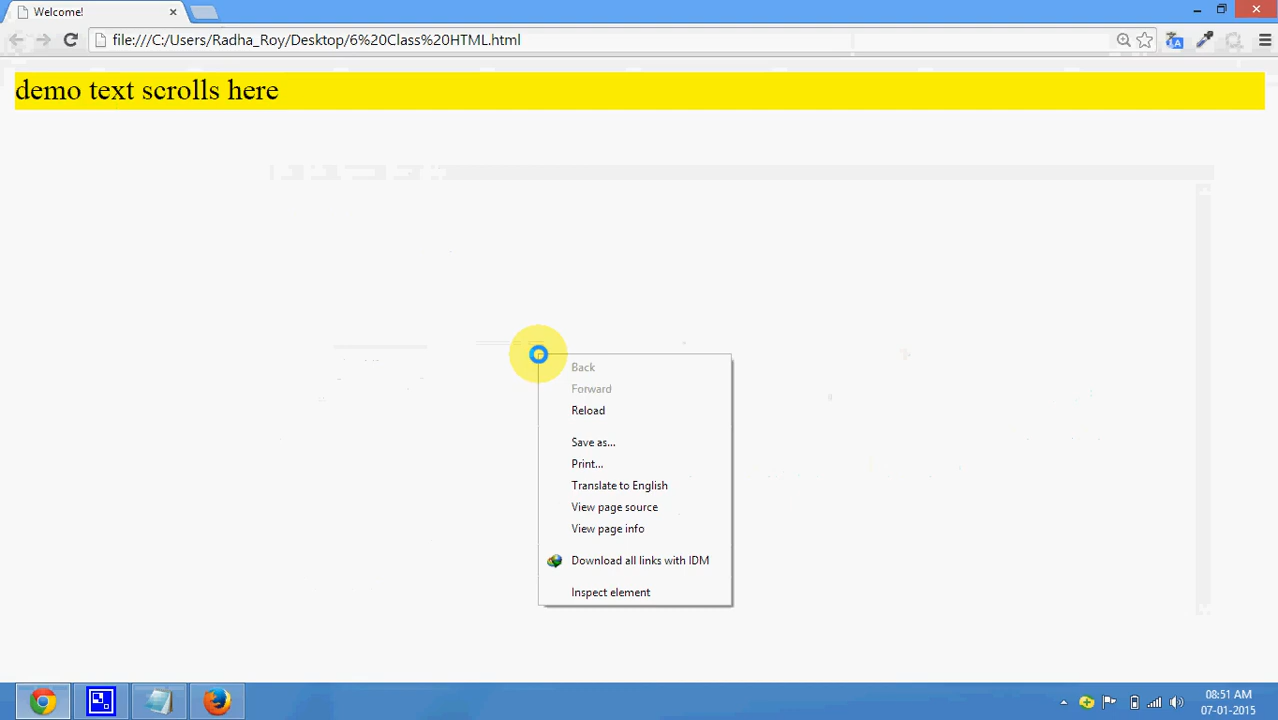 Welcome!
file:///C:/Users/Radha_Roy/Desktop/6%20Class%20HTML.html
demo text scrolls here
Back
Forward
Reload
Save as...
Print...
Translate to English
View page source
View page info
Download all links with IDM
Inspect element
08:51 AM
07-01-2015